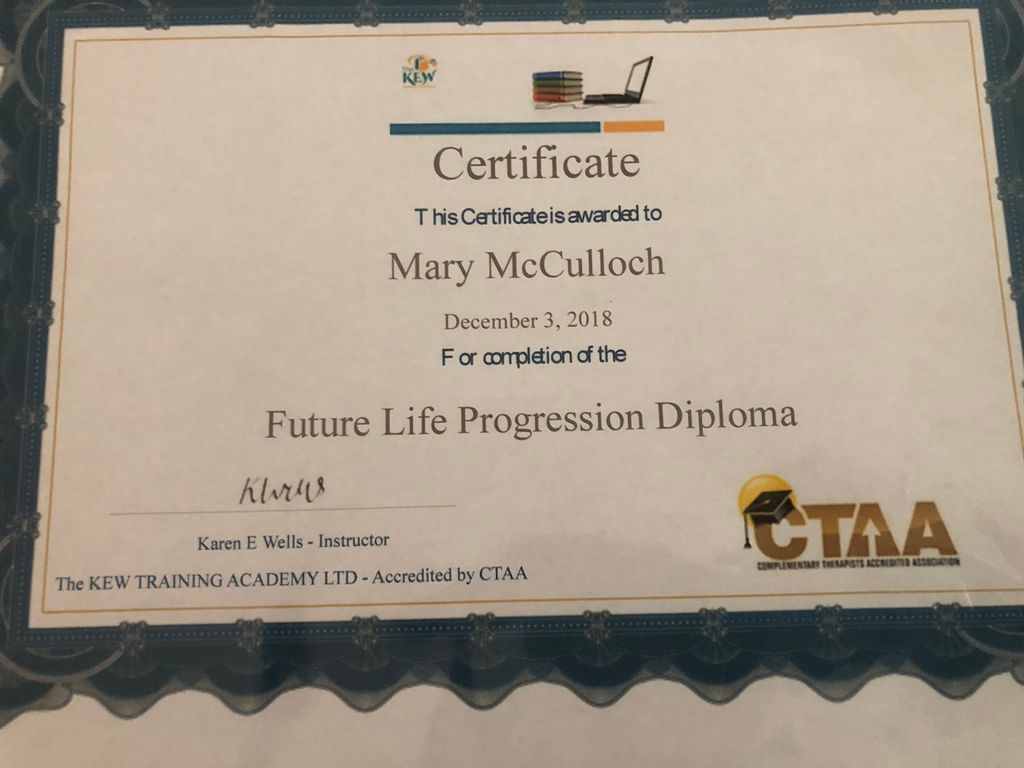 KEW
Certificate
This Certificate is awarded to
Mary McCulloch
December 3, 2018
For completion of the
Future Life Progression Diploma
Karen E Wells - Instructor
The KEW TRAINING ACADEMY LTD - Accredited by CTAA
CTAA
COMPLEMENTARY THERAPISTS ACCREDITED ASSOCIATION